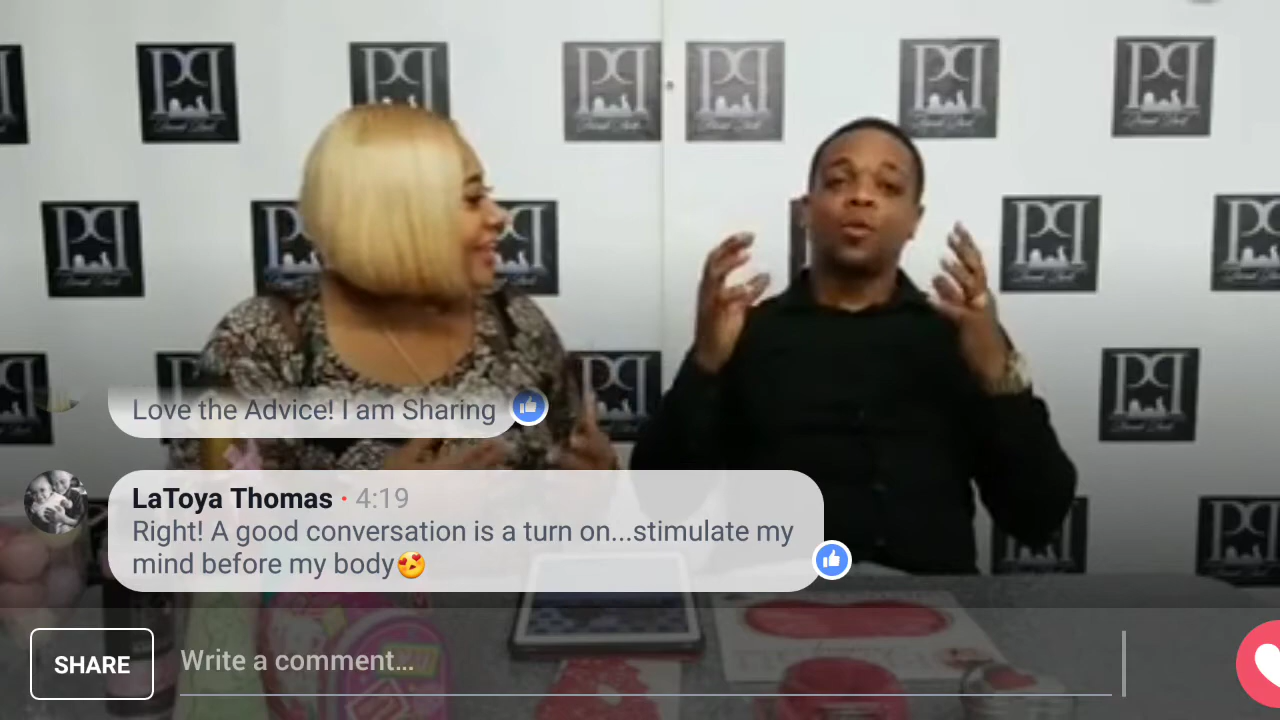 Love the Advice! I am Sharing
LaToya Thomas · 4:19
Right! A good conversation is a turn on...stimulate my
mind before my body😍
SHARE
Write a comment...